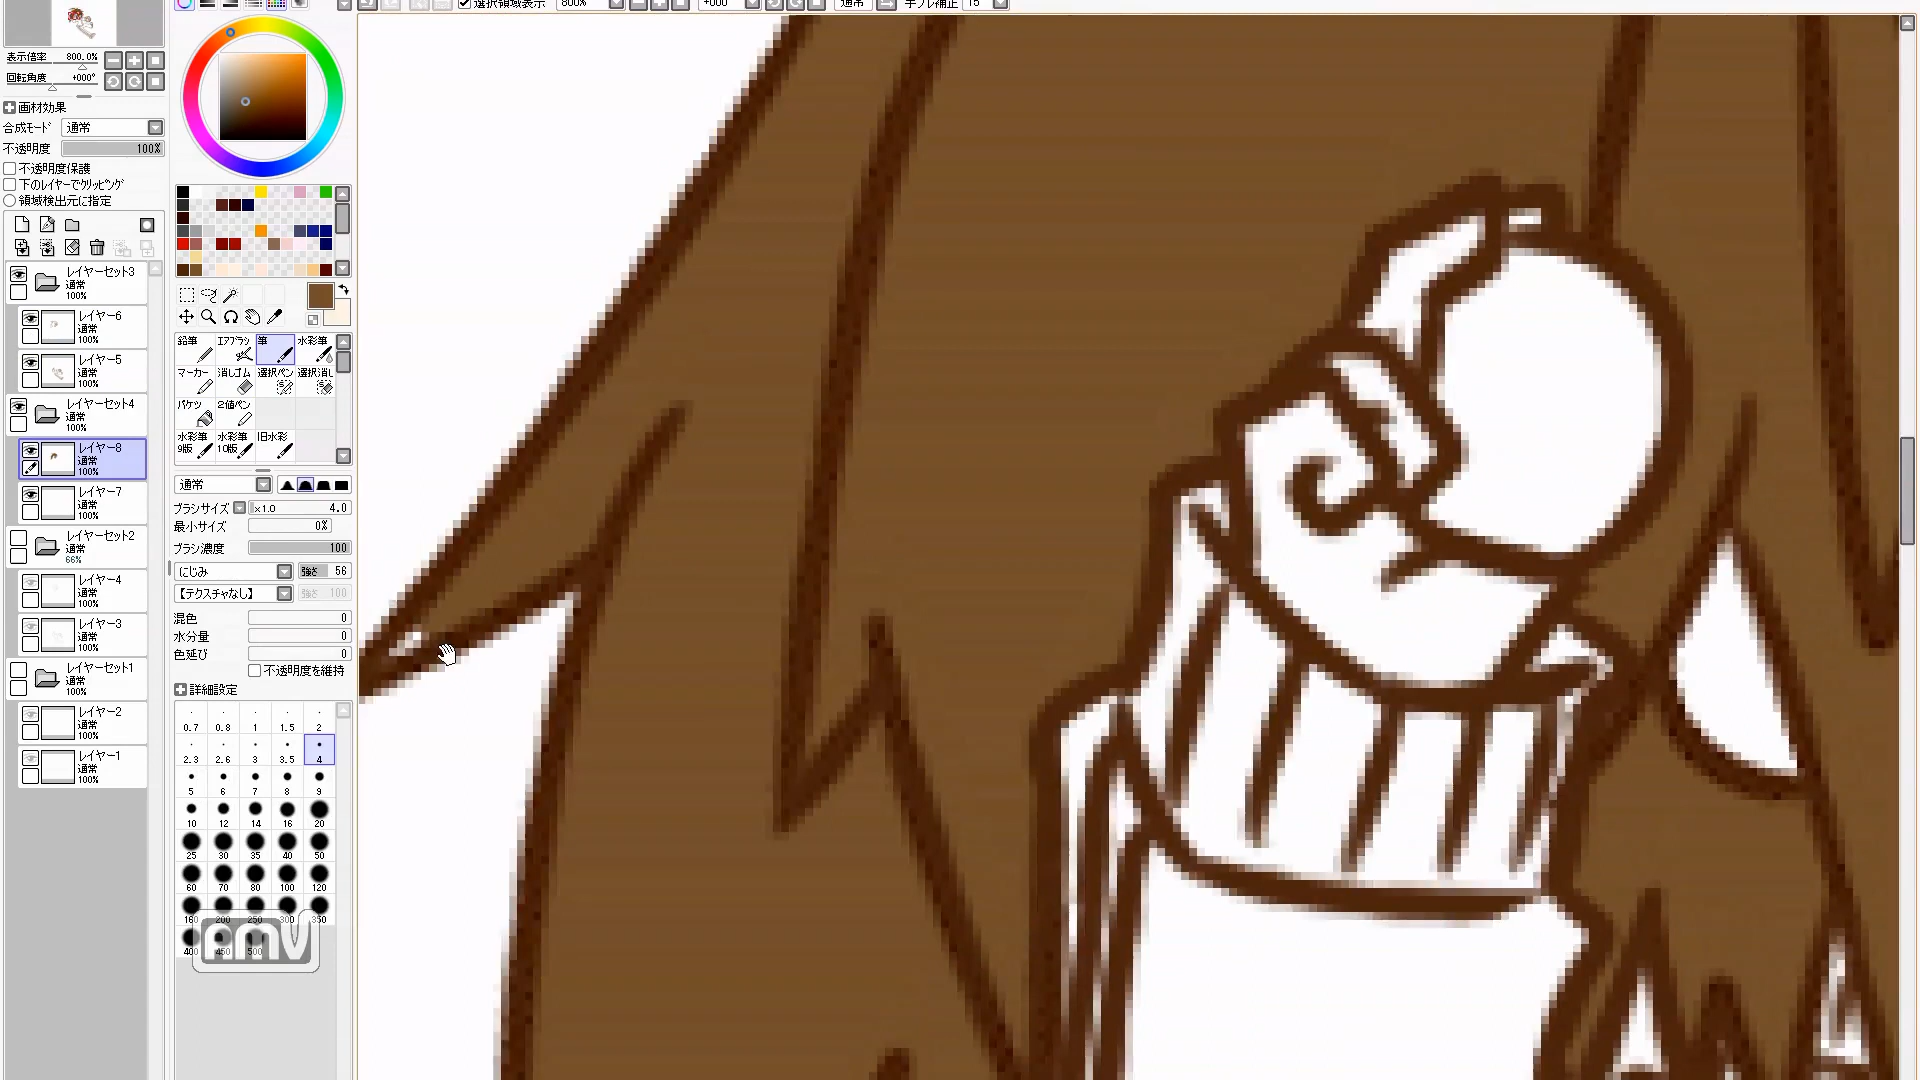 選択領域表示 800% +000° 通常 手ブレ補正 15
表示倍率 800.0%
回転角度 +000°
画材効果
合成モード 通常
不透明度 100%
不透明度保護
下のレイヤーでクリッピング
領域検出元に指定
レイヤーセット3
通常
100%
レイヤー6
通常
100%
レイヤー5
通常
100%
レイヤーセット4
通常
100%
レイヤー8
通常
100%
レイヤー7
通常
100%
レイヤーセット2
通常
66%
レイヤー4
通常
100%
レイヤー3
通常
100%
レイヤーセット1
通常
100%
レイヤー2
通常
100%
レイヤー1
通常
100%
鉛筆 エアブラシ 筆 水彩筆
マーカー 消しゴム 選択ペン 選択消し
バケツ 2値ペン
水彩筆 水彩筆 旧水彩
9版 10版
通常
ブラシサイズ x1.0 4.0
最小サイズ 0%
ブラシ濃度 100
にじみ 強さ 56
【テクスチャなし】 強さ 100
混色 0
水分量 0
色延び 0
不透明度を維持
詳細設定
0.7 0.8 1 1.5 2
2.3 2.6 3 3.5 4
5 6 7 8 9
10 12 14 16 20
25 30 35 40 50
60 70 80 100 120
160 200 250 300 350
400 450 500
AMV